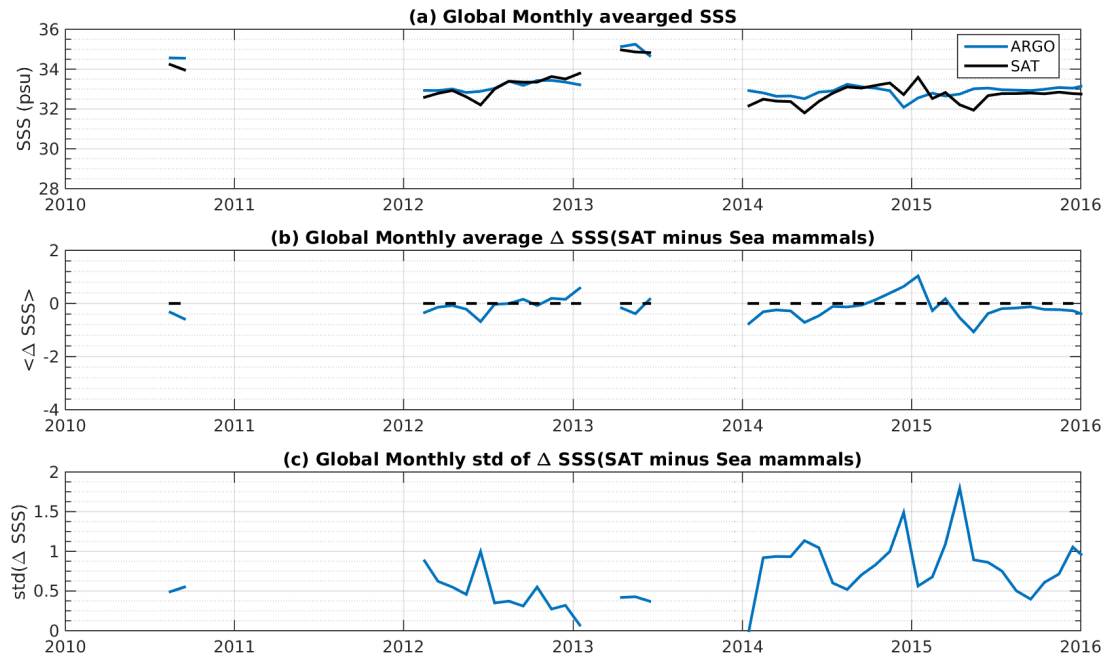 (a) Global Monthly avearged SSS
36
34
32
30
28
SSS (psu)
ARGO
SAT
2010 2011 2012 2013 2014 2015 2016
(b) Global Monthly average Δ SSS(SAT minus Sea mammals)
2
0
-2
-4
<Δ SSS>
2010 2011 2012 2013 2014 2015 2016
(c) Global Monthly std of Δ SSS(SAT minus Sea mammals)
2
1.5
1
0.5
0
std(Δ SSS)
2010 2011 2012 2013 2014 2015 2016